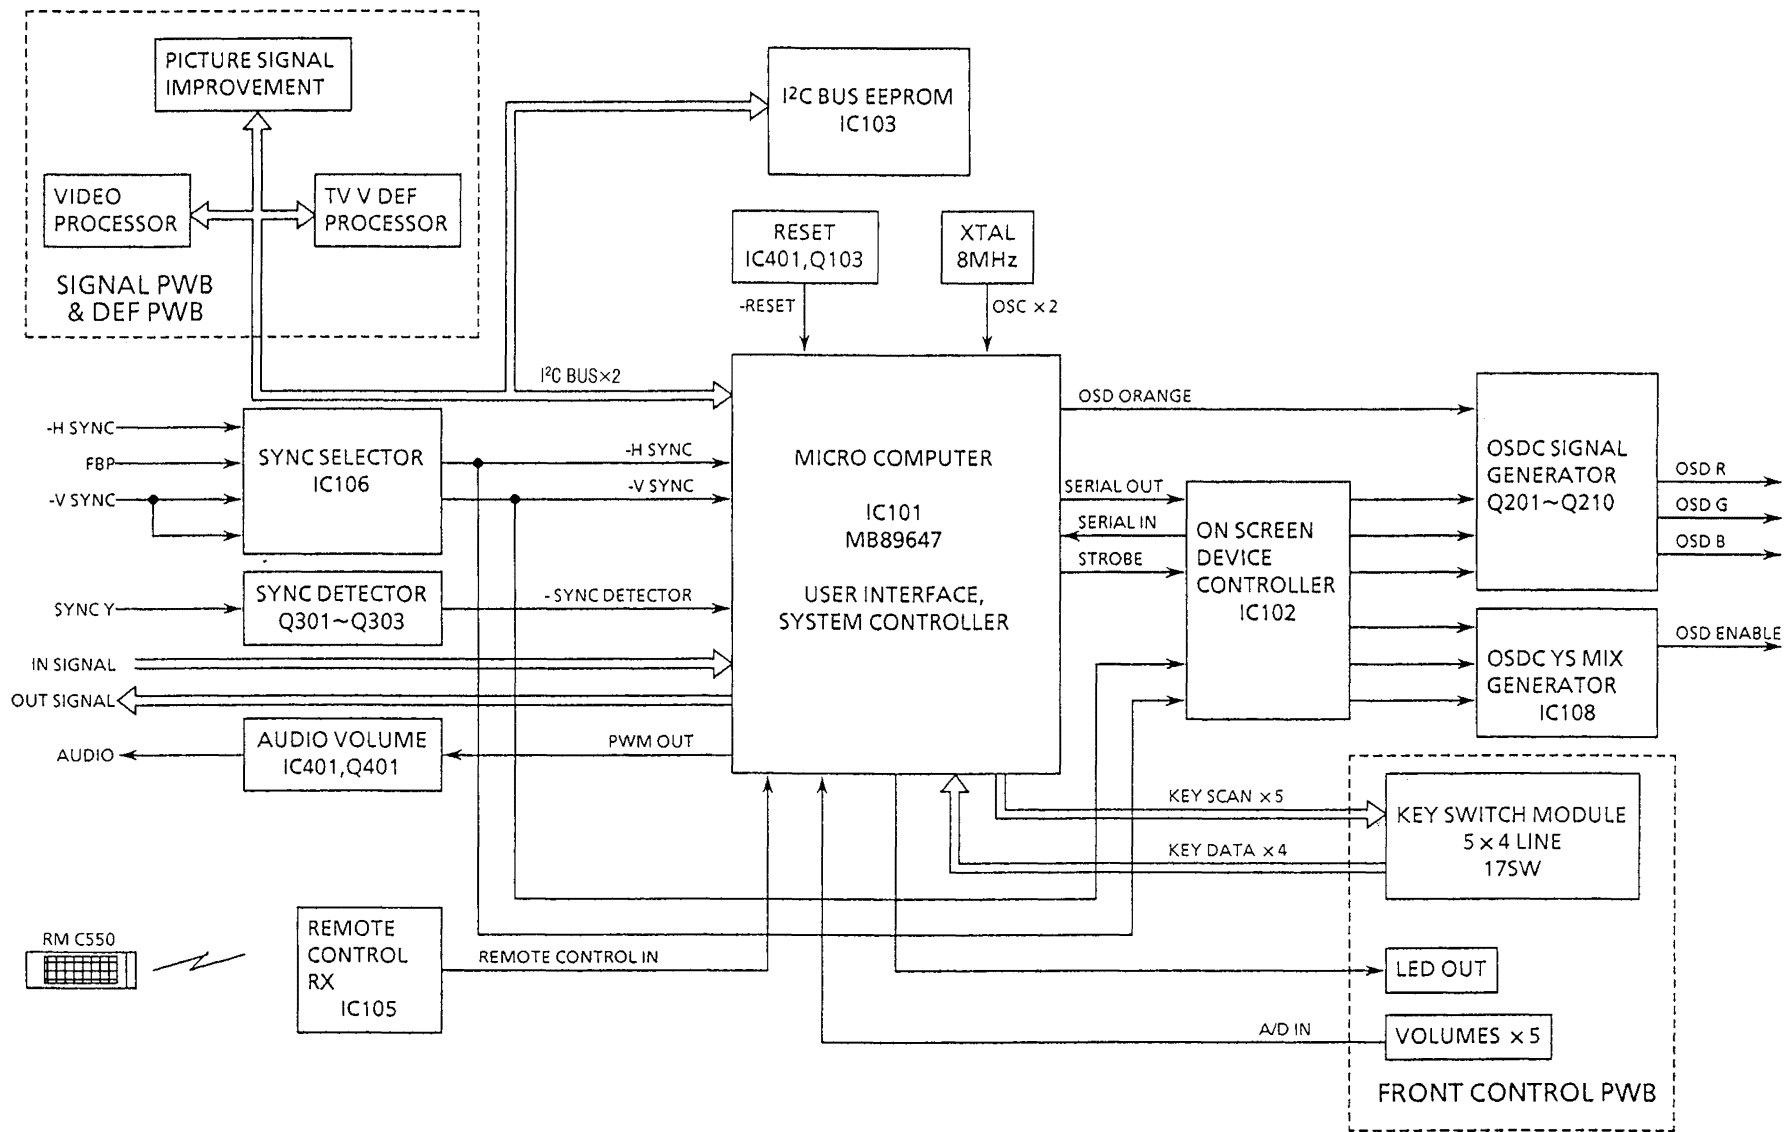 PICTURE SIGNAL
IMPROVEMENT
VIDEO
PROCESSOR
TV V DEF
PROCESSOR
SIGNAL PWB
& DEF PWB
I²C BUS EEPROM
IC103
RESET
IC401,Q103
XTAL
8MHz
-RESET
OSC ×2
I²C BUS×2
-H SYNC
FBP
-V SYNC
SYNC SELECTOR
IC106
-H SYNC
-V SYNC
SYNC Y
SYNC DETECTOR
Q301~Q303
- SYNC DETECTOR
IN SIGNAL
OUT SIGNAL
AUDIO
AUDIO VOLUME
IC401,Q401
PWM OUT
MICRO COMPUTER
IC101
MB89647
USER INTERFACE,
SYSTEM CONTROLLER
OSD ORANGE
SERIAL OUT
SERIAL IN
STROBE
ON SCREEN
DEVICE
CONTROLLER
IC102
OSDC SIGNAL
GENERATOR
Q201~Q210
OSD R
OSD G
OSD B
OSDC YS MIX
GENERATOR
IC108
OSD ENABLE
KEY SCAN ×5
KEY DATA ×4
KEY SWITCH MODULE
5×4 LINE
17SW
RM C550
REMOTE
CONTROL
RX
IC105
REMOTE CONTROL IN
LED OUT
A/D IN
VOLUMES ×5
FRONT CONTROL PWB